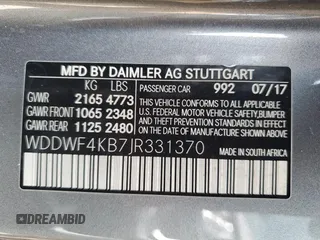 MFD BY DAIMLER AG STUTTGART
KG LBS PASSENGER CAR 992 07/17
GVWR 2165 4773
GAWR FRONT 1065 2348
GAWR REAR 1125 2480
THIS VEHICLE CONFORMS TO ALL
APPLICABLE U.S. FEDERAL MOTOR
VEHICLE SAFETY, BUMPER, AND
THEFT PREVENTION STANDARDS
IN EFFECT ON THE DATE OF
MANUFACTURE SHOWN ABOVE.
WDDWF4KB7JR331370
MADE IN SOUTH AFRICA
DREAMBID